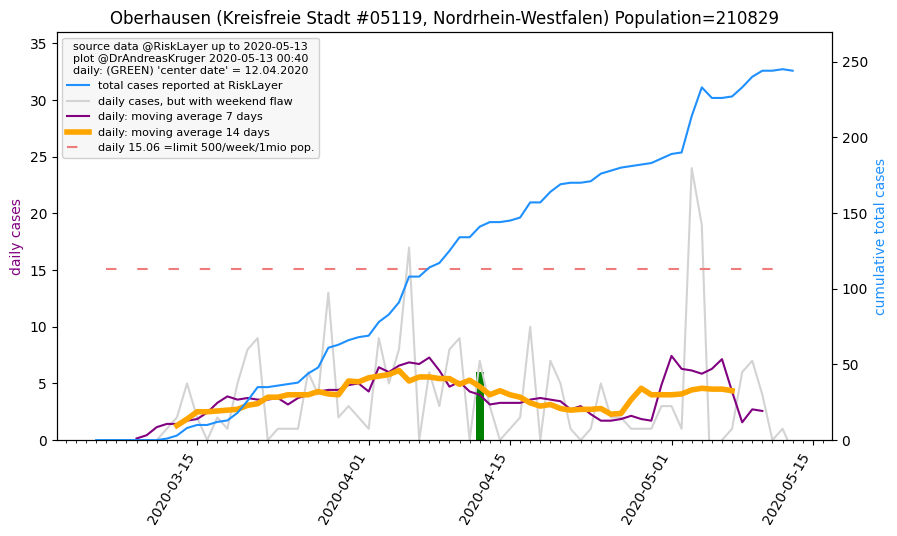 Oberhausen (Kreisfreie Stadt #05119, Nordrhein-Westfalen) Population=210829
source data @RiskLayer up to 2020-05-13
plot @DrAndreasKruger 2020-05-13 00:40
daily: (GREEN) 'center date' = 12.04.2020
total cases reported at RiskLayer
daily cases, but with weekend flaw
daily: moving average 7 days
daily: moving average 14 days
daily 15.06 =limit 500/week/1mio pop.
daily cases
35
30
25
20
15
10
5
0
cumulative total cases
250
200
150
100
50
0
2020-03-15
2020-04-01
2020-04-15
2020-05-01
2020-05-15